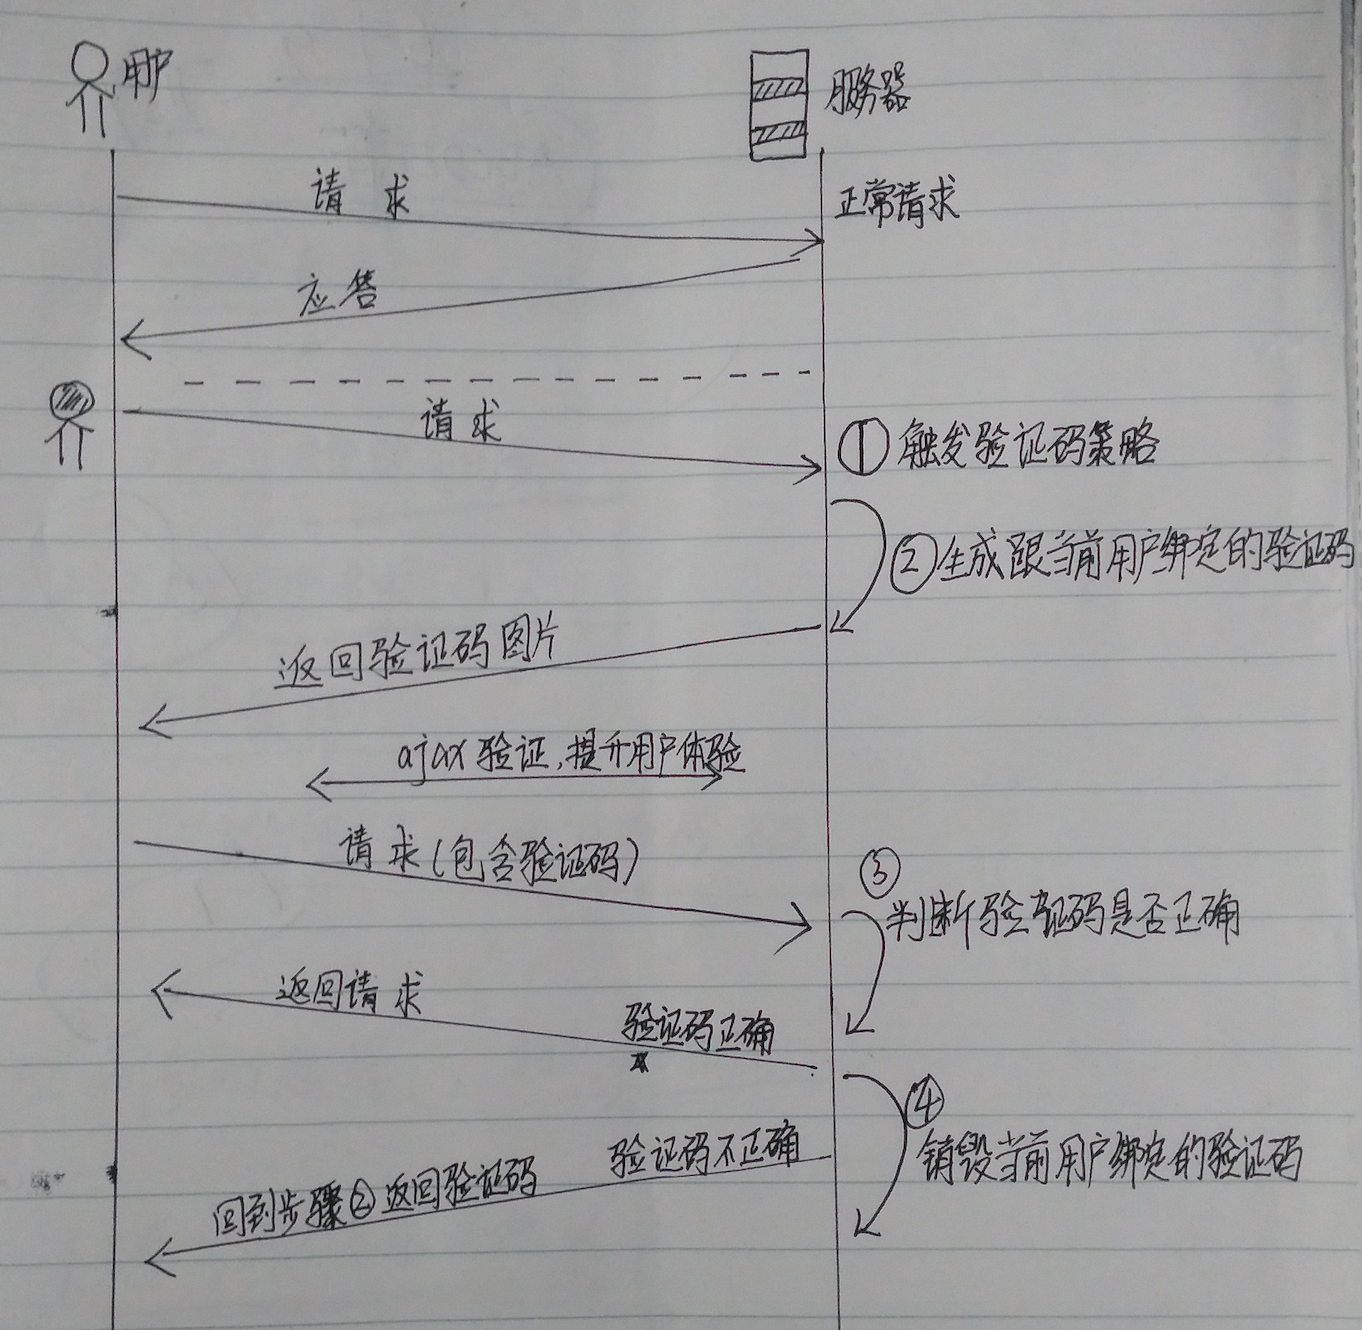 用户
服务器
请求
正常请求
应答
请求
①触发验证码策略
②生成跟当前用户绑定的验证码
返回验证码图片
ajax验证,提升用户体验
请求(包含验证码)
③
判断验证码是否正确
返回请求
验证码正确
④
销毁当前用户绑定的验证码
验证码不正确
回到步骤②返回验证码